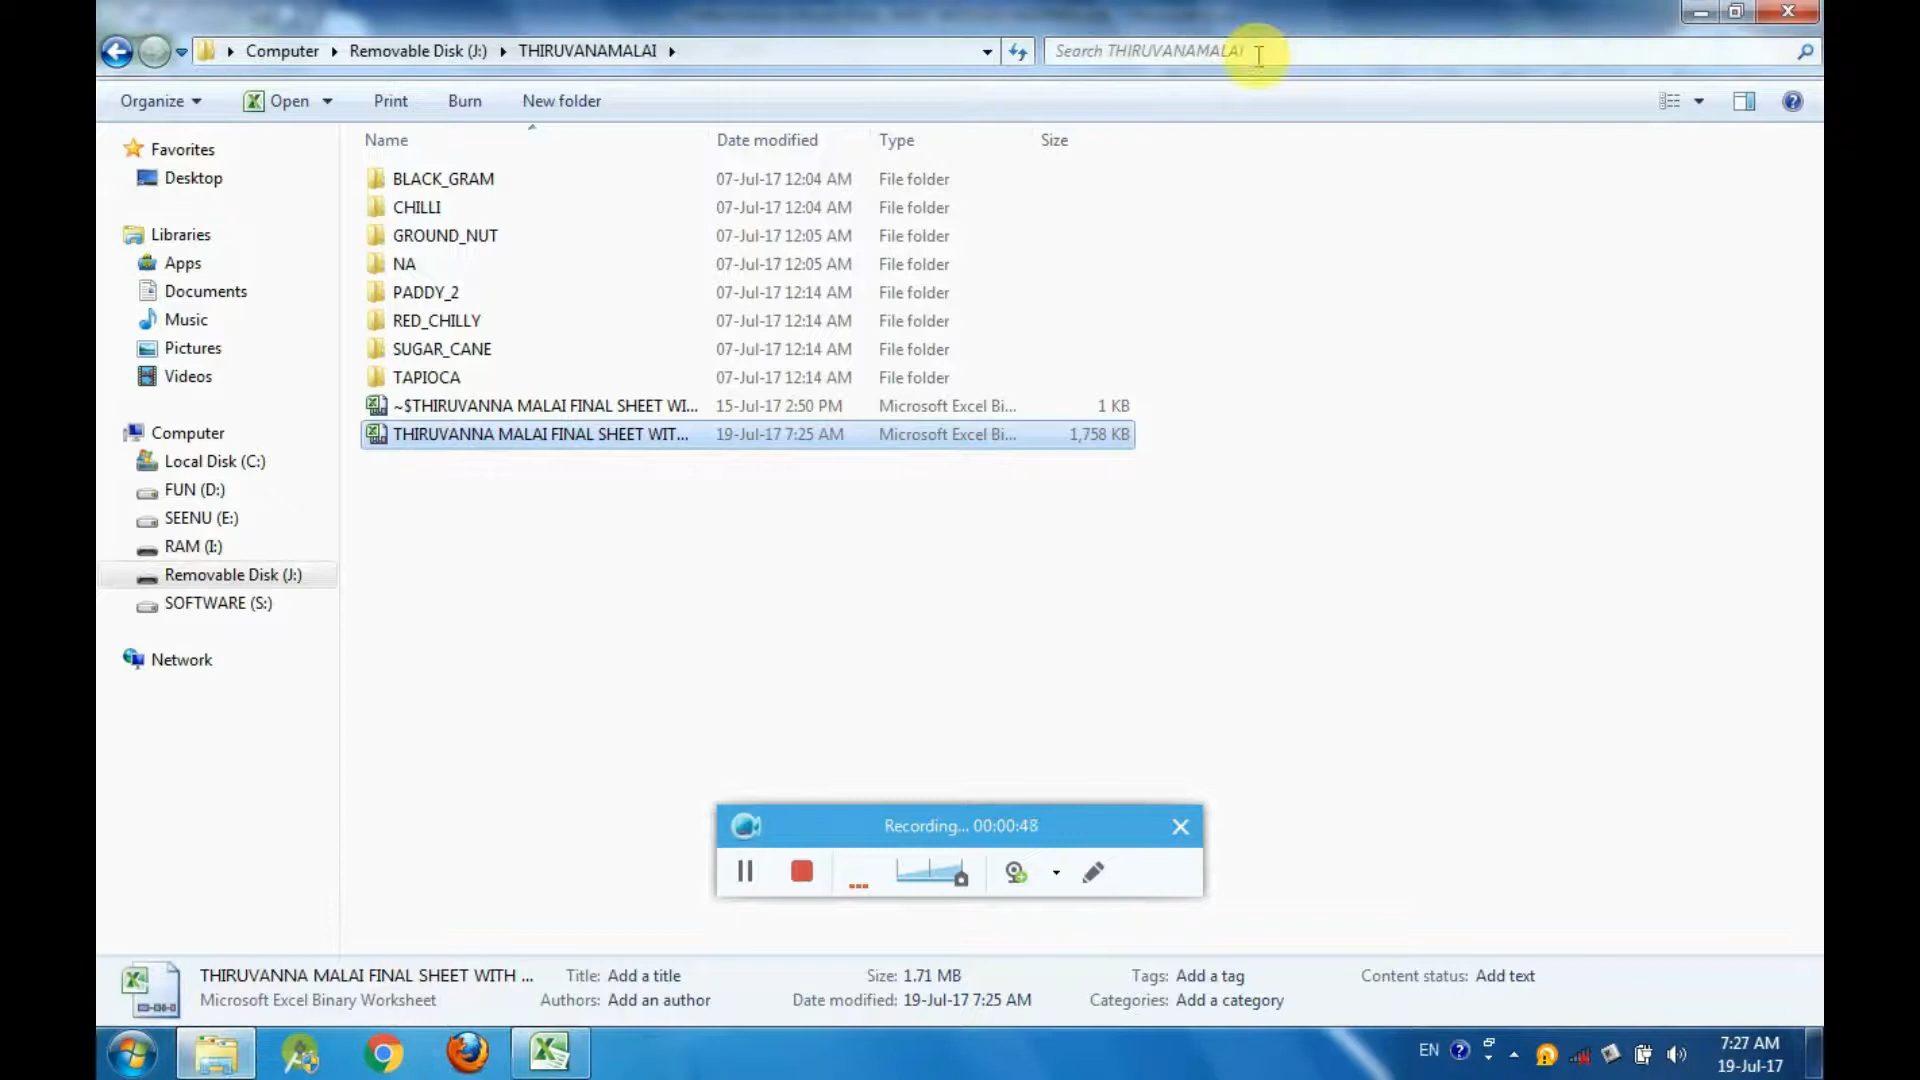 Computer Removable Disk (J:) THIRUVANAMALAI
Search THIRUVANAMALAI
Organize Open Print Burn New folder
Name Date modified Type Size
Favorites
Desktop
Libraries
Apps
Documents
Music
Pictures
Videos
Computer
Local Disk (C:)
FUN (D:)
SEENU (E:)
RAM (I:)
Removable Disk (J:)
SOFTWARE (S:)
Network
BLACK_GRAM 07-Jul-17 12:04 AM File folder
CHILLI 07-Jul-17 12:04 AM File folder
GROUND_NUT 07-Jul-17 12:05 AM File folder
NA 07-Jul-17 12:05 AM File folder
PADDY_2 07-Jul-17 12:14 AM File folder
RED_CHILLY 07-Jul-17 12:14 AM File folder
SUGAR_CANE 07-Jul-17 12:14 AM File folder
TAPIOCA 07-Jul-17 12:14 AM File folder
~$THIRUVANNA MALAI FINAL SHEET WI... 15-Jul-17 2:50 PM Microsoft Excel Bi... 1 KB
THIRUVANNA MALAI FINAL SHEET WIT... 19-Jul-17 7:25 AM Microsoft Excel Bi... 1,758 KB
Recording... 00:00:48
THIRUVANNA MALAI FINAL SHEET WITH ... Title: Add a title Size: 1.71 MB Tags: Add a tag Content status: Add text
Microsoft Excel Binary Worksheet Authors: Add an author Date modified: 19-Jul-17 7:25 AM Categories: Add a category
EN
7:27 AM
19-Jul-17